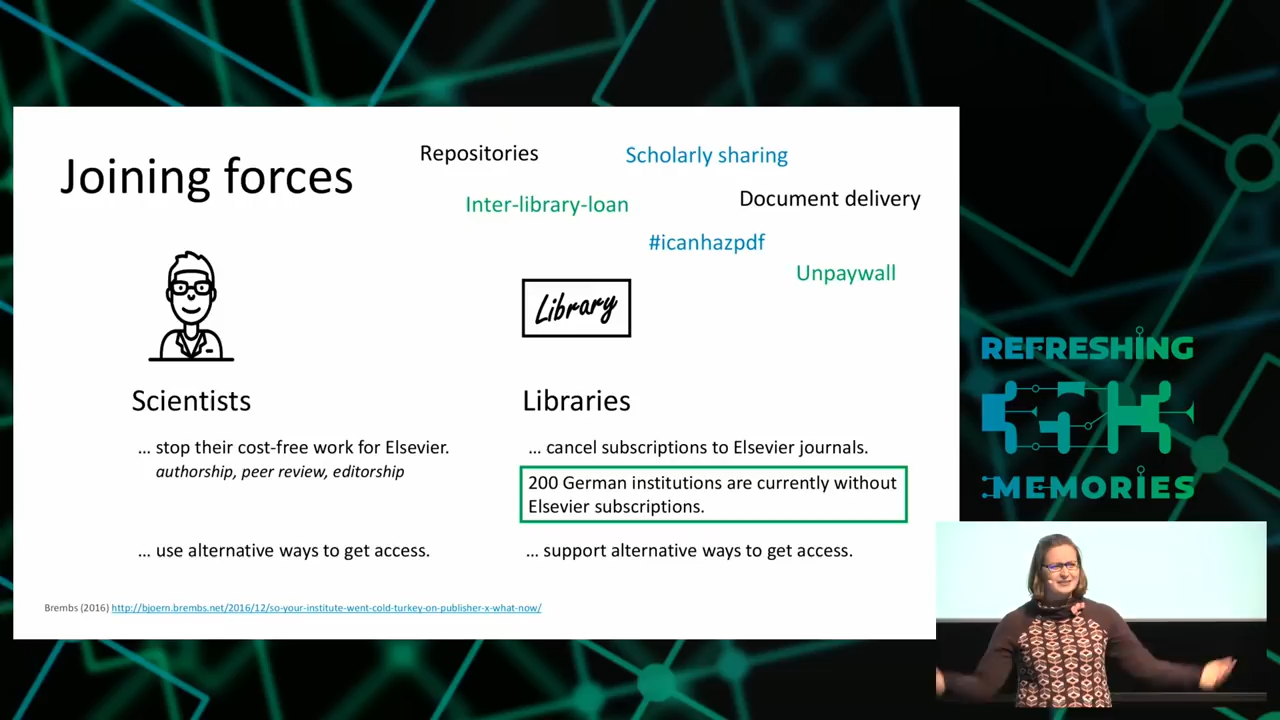 Joining forces
Repositories
Scholarly sharing
Inter-library-loan
Document delivery
#icanhazpdf
Unpaywall
Library
Scientists
... stop their cost-free work for Elsevier.
authorship, peer review, editorship
... use alternative ways to get access.
Libraries
... cancel subscriptions to Elsevier journals.
200 German institutions are currently without
Elsevier subscriptions.
... support alternative ways to get access.
Brembs (2016) http://bjoern.brembs.net/2016/12/so-your-institute-went-cold-turkey-on-publisher-x-what-now/
REFRESHING
MEMORIES